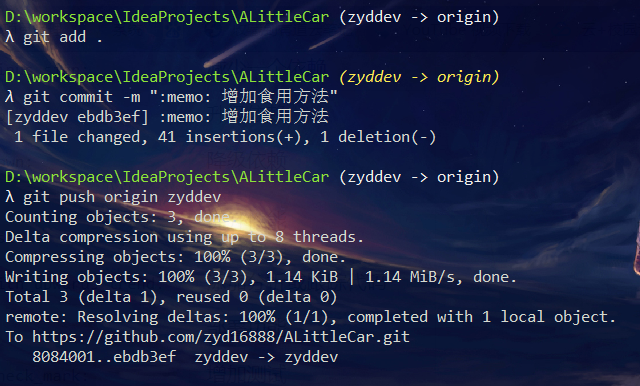 D:\workspace\IdeaProjects\ALittleCar (zyddev -> origin)
λ git add .
D:\workspace\IdeaProjects\ALittleCar (zyddev -> origin)
λ git commit -m ":memo: 增加食用方法"
[zyddev ebdb3ef] :memo: 增加食用方法
1 file changed, 41 insertions(+), 1 deletion(-)
D:\workspace\IdeaProjects\ALittleCar (zyddev -> origin)
λ git push origin zyddev
Counting objects: 3, done.
Delta compression using up to 8 threads.
Compressing objects: 100% (3/3), done.
Writing objects: 100% (3/3), 1.14 KiB | 1.14 MiB/s, done.
Total 3 (delta 1), reused 0 (delta 0)
remote: Resolving deltas: 100% (1/1), completed with 1 local object.
To https://github.com/zyd16888/ALittleCar.git
8084001..ebdb3ef  zyddev -> zyddev